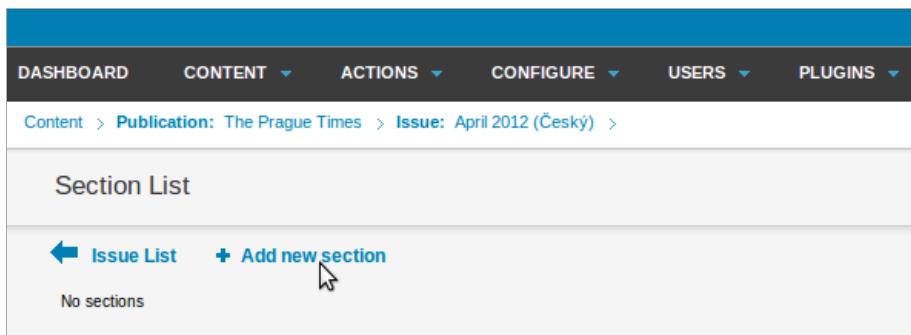 DASHBOARD CONTENT ACTIONS CONFIGURE USERS PLUGINS
Content > Publication: The Prague Times > Issue: April 2012 (Český) >
Section List
Issue List + Add new section
No sections